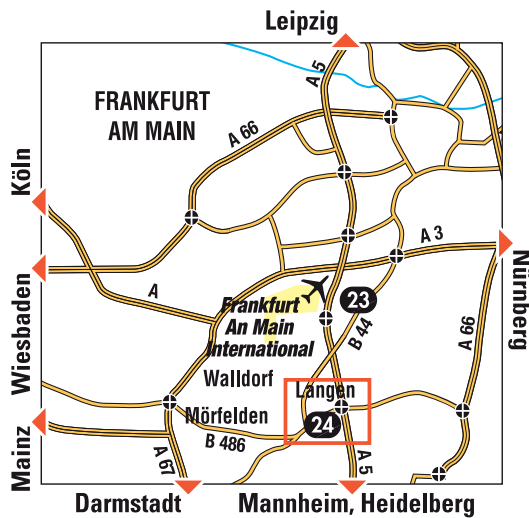 Leipzig
A 5
FRANKFURT
AM MAIN
A 66
Köln
A 3
Nürnberg
Wiesbaden
A
Frankfurt
An Main
International
23
B 44
A 66
Walldorf
Langen
Mörfelden
24
Mainz
B 486
A 67
A 5
Darmstadt
Mannheim, Heidelberg